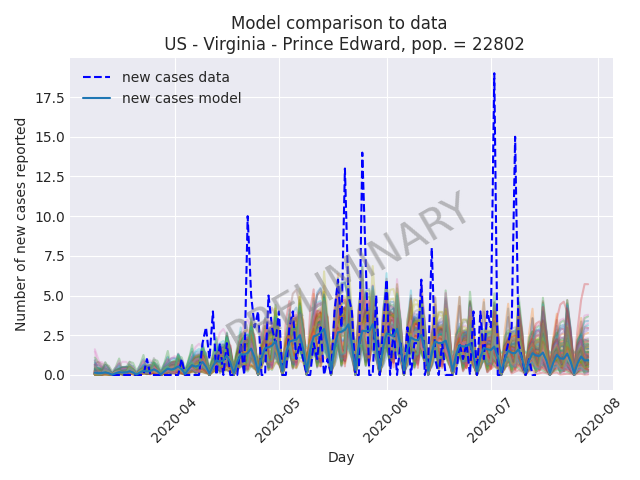 Model comparison to data
US - Virginia - Prince Edward, pop. = 22802
new cases data
new cases model
PRELIMINARY
Number of new cases reported
17.5
15.0
12.5
10.0
7.5
5.0
2.5
0.0
2020-04
2020-05
2020-06
2020-07
2020-08
Day